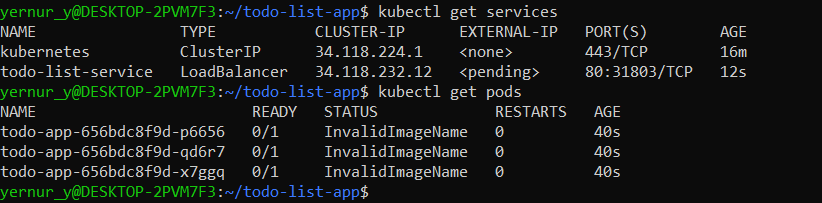 yernur_y@DESKTOP-2PVM7F3:~/todo-list-app$ kubectl get services
NAME TYPE CLUSTER-IP EXTERNAL-IP PORT(S) AGE
kubernetes ClusterIP 34.118.224.1 <none> 443/TCP 16m
todo-list-service LoadBalancer 34.118.232.12 <pending> 80:31803/TCP 12s
yernur_y@DESKTOP-2PVM7F3:~/todo-list-app$ kubectl get pods
NAME READY STATUS RESTARTS AGE
todo-app-656bdc8f9d-p6656 0/1 InvalidImageName 0 40s
todo-app-656bdc8f9d-qd6r7 0/1 InvalidImageName 0 40s
todo-app-656bdc8f9d-x7ggq 0/1 InvalidImageName 0 40s
yernur_y@DESKTOP-2PVM7F3:~/todo-list-app$